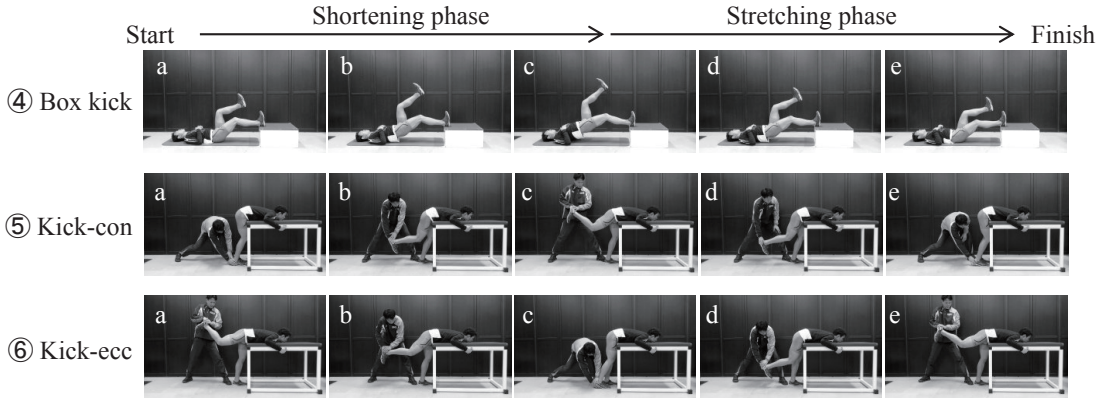 Shortening phase
Stretching phase
Start
Finish
④ Box kick
a
b
c
d
e
⑤ Kick-con
a
b
c
d
e
⑥ Kick-ecc
a
b
c
d
e